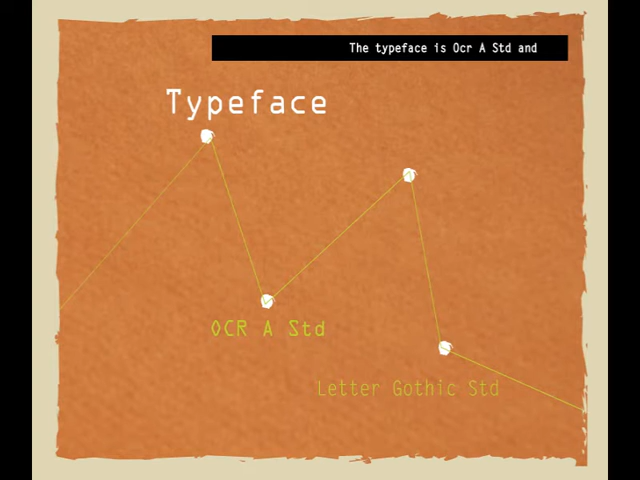 The typeface is Ocr A Std and
Typeface
OCR A Std
Letter Gothic Std